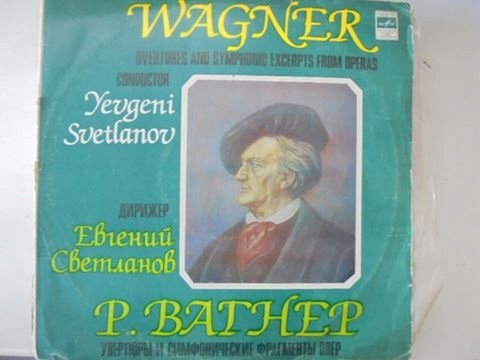 WAGNER
OVERTURES AND SYMPHONIC EXCERPTS FROM OPERAS
CONDUCTOR
Yevgeni
Svetlanov
ДИРИЖЕР
Евгений
Светланов
Р. ВАГНЕР
УВЕРТЮРЫ И СИМФОНИЧЕСКИЕ ФРАГМЕНТЫ ОПЕР